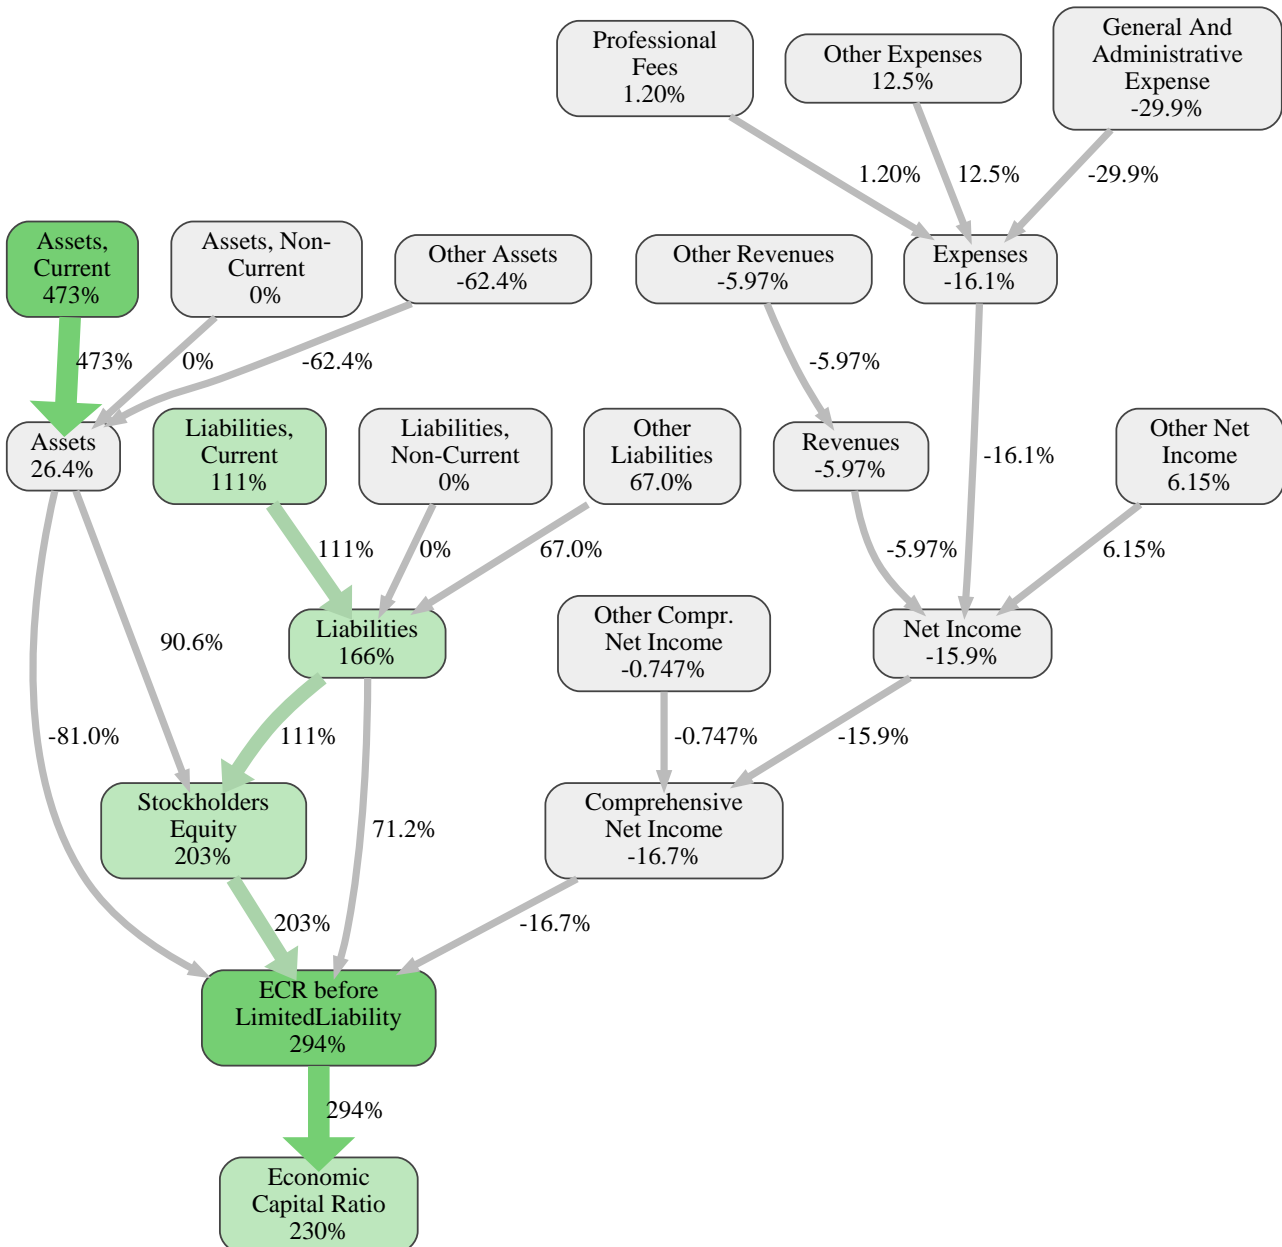 Professional
Fees
1.20%
Other Expenses
12.5%
General And
Administrative
Expense
-29.9%
1.20%
12.5%
-29.9%
Assets,
Current
473%
Assets, Non-
Current
0%
Other Assets
-62.4%
Other Revenues
-5.97%
Expenses
-16.1%
473%
0%
-62.4%
-5.97%
Assets
26.4%
Liabilities,
Current
111%
Liabilities,
Non-Current
0%
Other
Liabilities
67.0%
Revenues
-5.97%
-16.1%
Other Net
Income
6.15%
111%
0%
67.0%
-5.97%
6.15%
90.6%
Liabilities
166%
Other Compr.
Net Income
-0.747%
Net Income
-15.9%
-81.0%
111%
-0.747%
-15.9%
Stockholders
Equity
203%
71.2%
Comprehensive
Net Income
-16.7%
203%
-16.7%
ECR before
LimitedLiability
294%
294%
Economic
Capital Ratio
230%